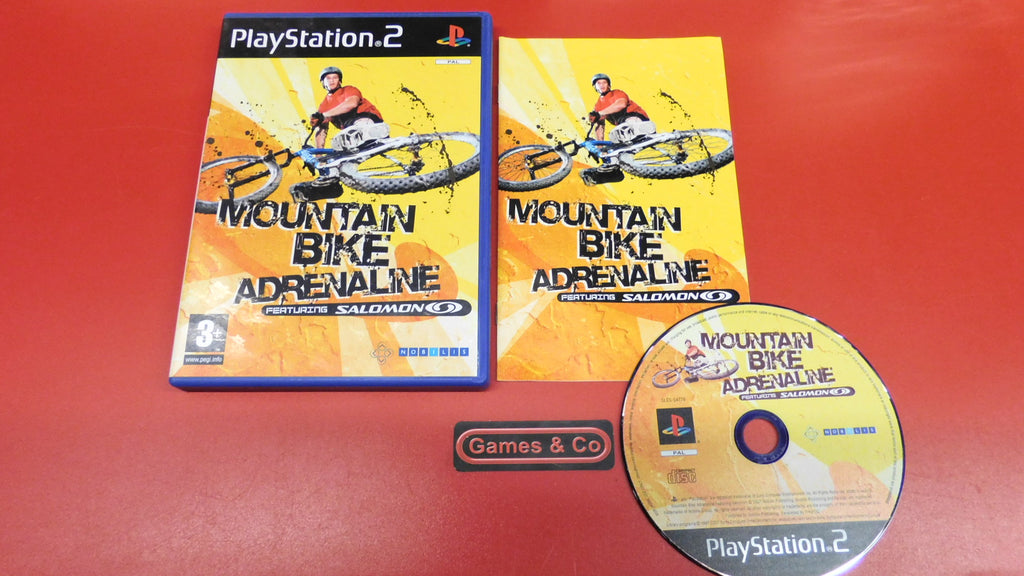 PlayStation.2
PAL
MOUNTAIN
BIKE
ADRENALINE
FEATURING SALOMON
3+
www.pegi.info
NOBILIS
MOUNTAIN
BIKE
ADRENALINE
FEATURING SALOMON
Games & Co
MOUNTAIN
BIKE
ADRENALINE
FEATURING SALOMON
PAL
NOBILIS
disc
PlayStation.2